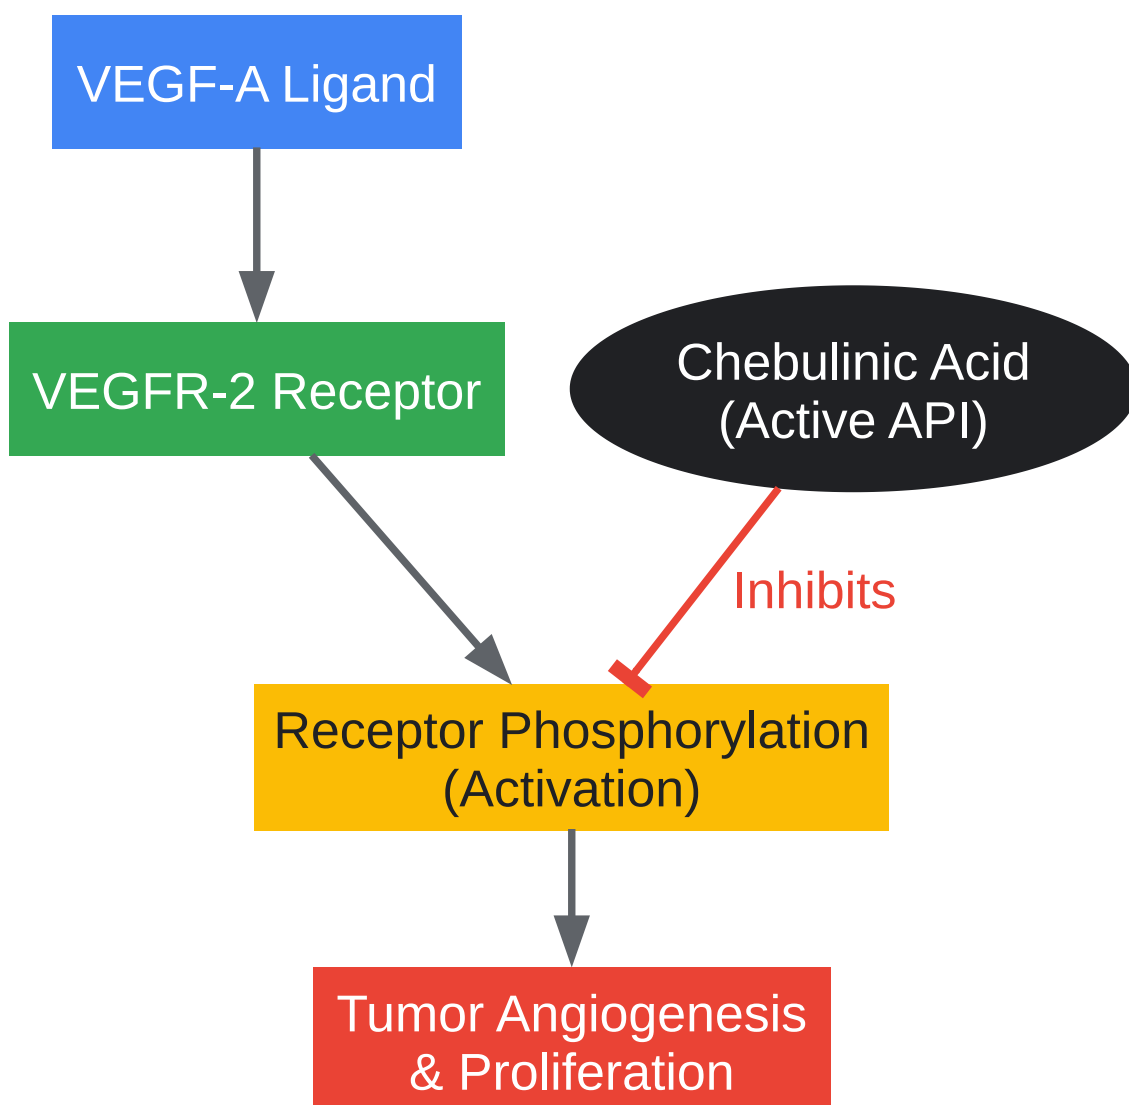 VEGF-A Ligand
VEGFR-2 Receptor
Chebulinic Acid
(Active API)
Inhibits
Receptor Phosphorylation
(Activation)
Tumor Angiogenesis
& Proliferation